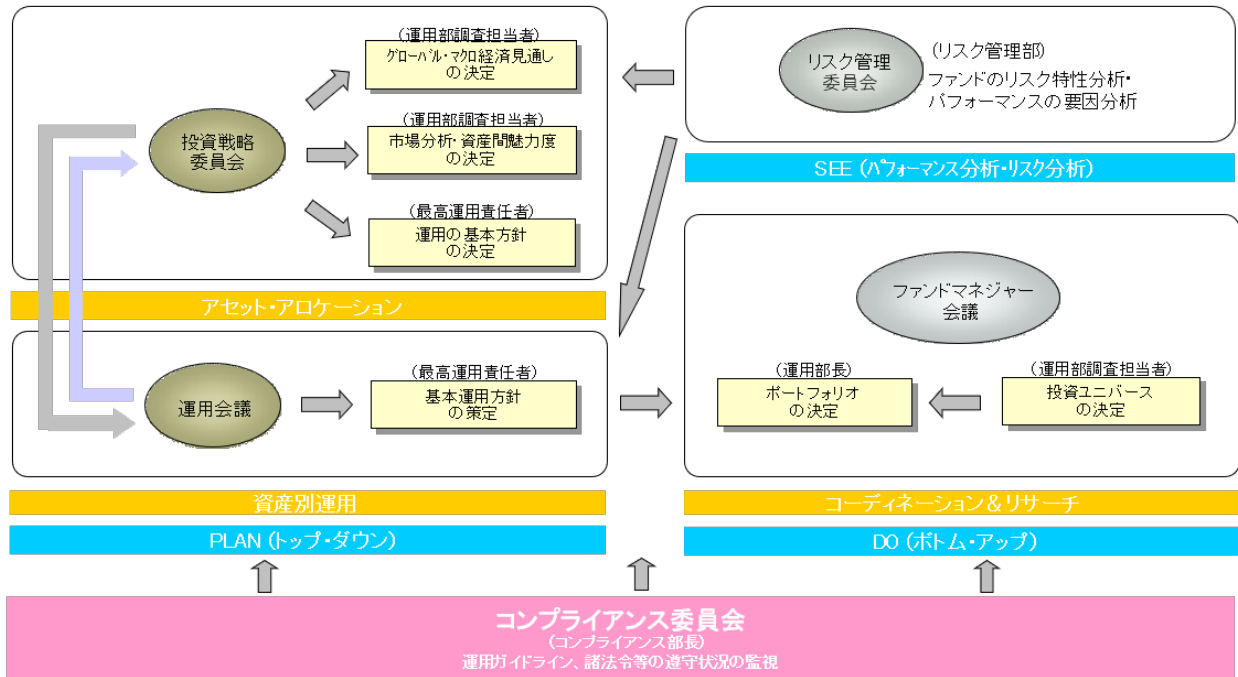 (運用部調査担当者)
グローバル・マクロ経済見通し
の決定
(運用部調査担当者)
市場分析・資産間魅力度
の決定
投資戦略
委員会
(最高運用責任者)
運用の基本方針
の決定
アセット・アロケーション
(最高運用責任者)
運用会議
基本運用方針
の策定
資産別運用
PLAN (トップ・ダウン)
リスク管理
委員会
(リスク管理部)
ファンドのリスク特性分析・
パフォーマンスの要因分析
SEE (パフォーマンス分析・リスク分析)
ファンドマネジャー
会議
(運用部長)
ポートフォリオ
の決定
(運用部調査担当者)
投資ユニバース
の決定
コーディネーション&リサーチ
DO (ボトム・アップ)
コンプライアンス委員会
(コンプライアンス部長)
運用ガイドライン、諸法令等の遵守状況の監視